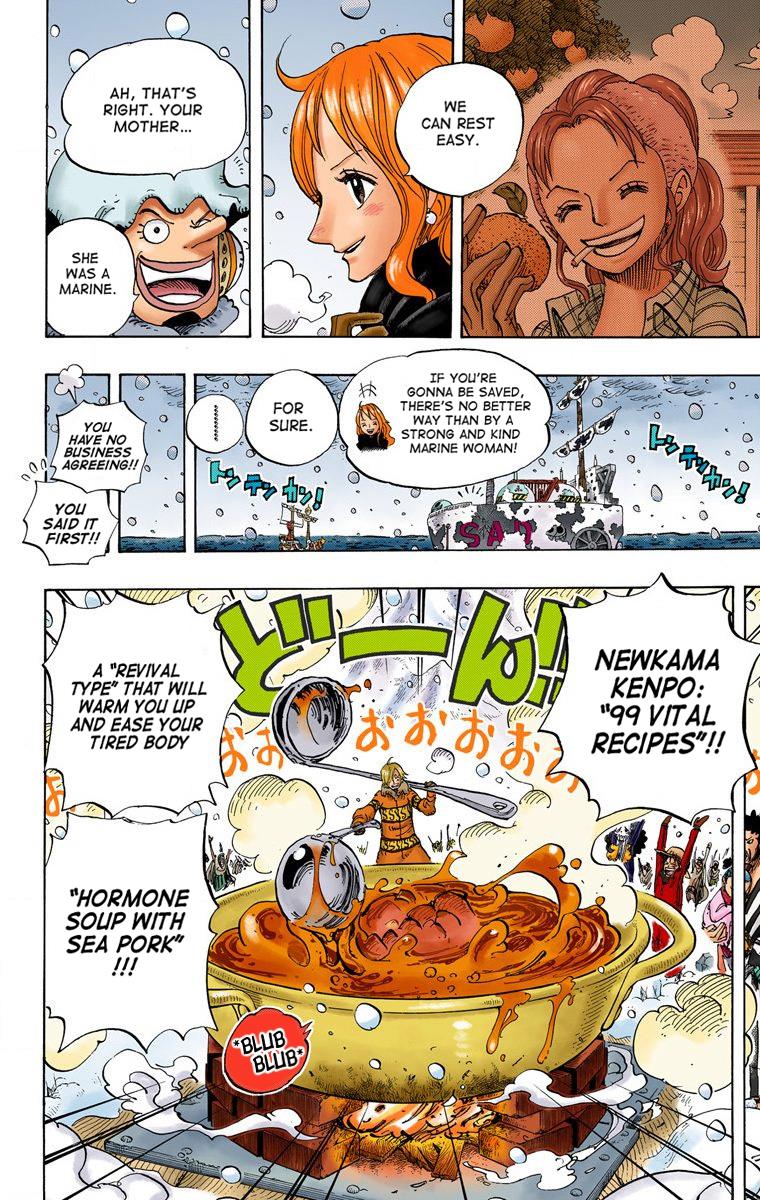 WE
CAN REST
EASY.
AH, THAT'S
RIGHT. YOUR
MOTHER...
SHE
WAS A
MARINE.
トンテンカン!
IF YOU'RE
GONNA BE SAVED,
THERE'S NO BETTER
WAY THAN BY A
STRONG AND KIND
MARINE WOMAN!
トンテンカン!
FOR
SURE.
YOU
HAVE NO
BUSINESS
AGREEING!!
YOU
SAID IT
FIRST!!
NEWKAMA
KENPO:
"99 VITAL
RECIPES"!!
どーん!!
おおおおおおお
A "REVIVAL
TYPE" THAT WILL
WARM YOU UP
AND EASE YOUR
TIRED BODY
"HORMONE
SOUP WITH
SEA PORK"
!!!
*BLUB
BLUB*